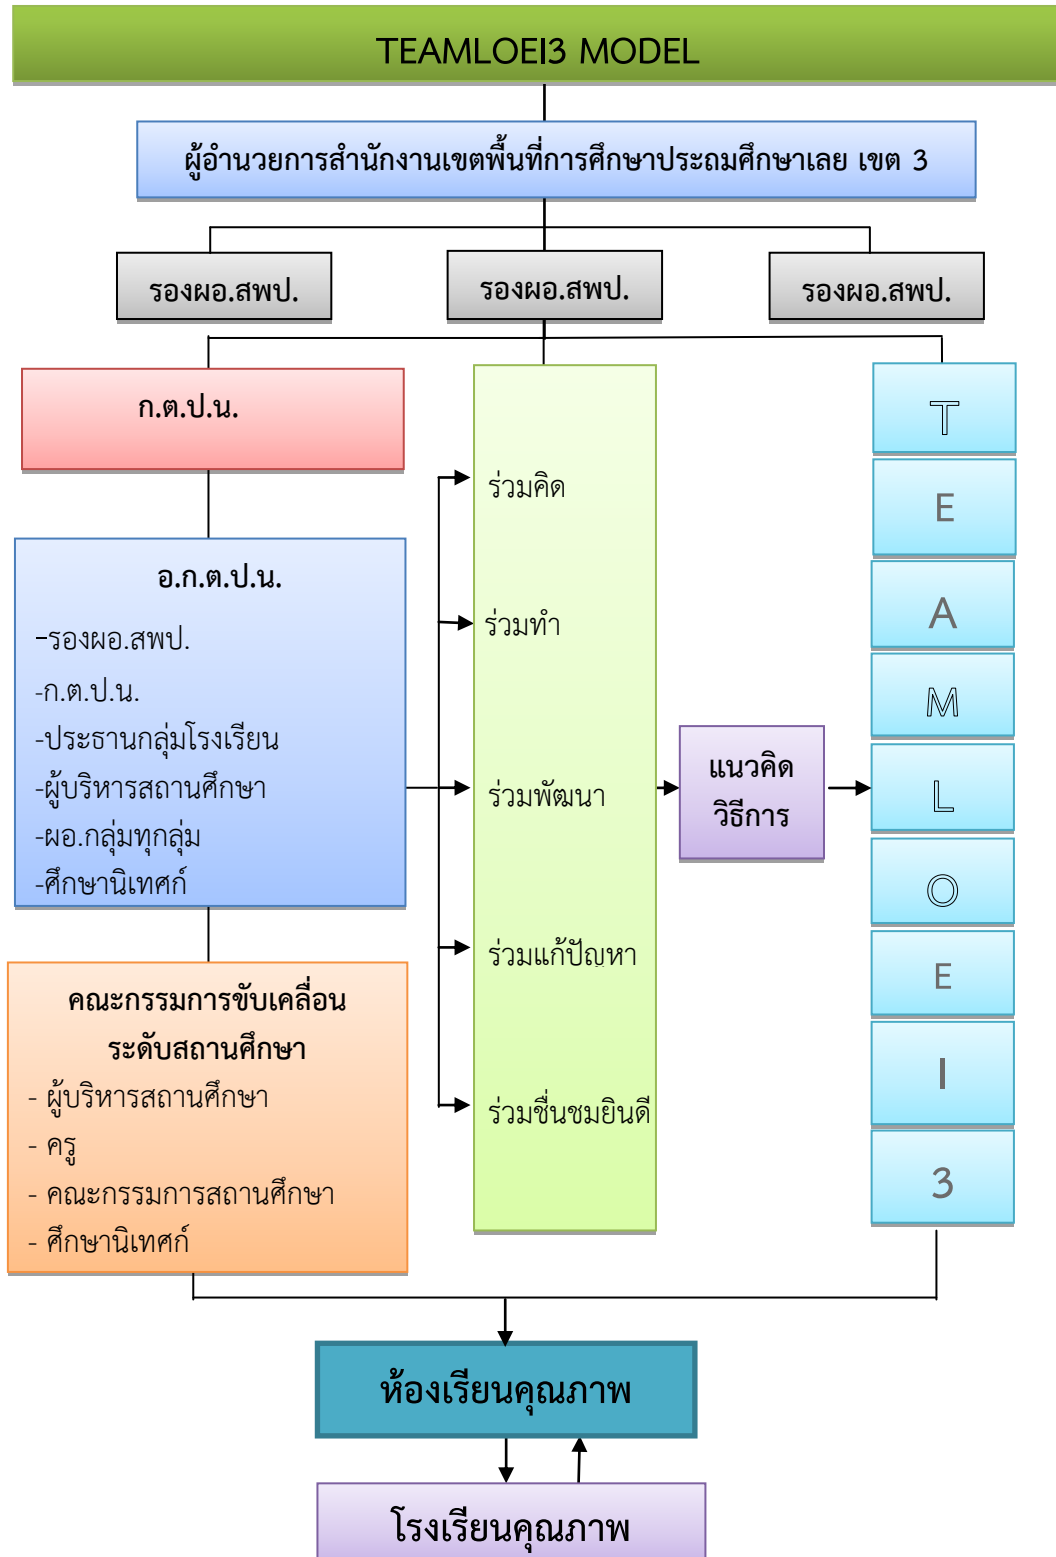 TEAMLOEI3 MODEL
ผู้อำนวยการสำนักงานเขตพื้นที่การศึกษาประถมศึกษาเลย เขต 3
รองผอ.สพป.
รองผอ.สพป.
รองผอ.สพป.
ก.ต.ป.น.
อ.ก.ต.ป.น.
-รองผอ.สพป.
-ก.ต.ป.น.
-ประธานกลุ่มโรงเรียน
-ผู้บริหารสถานศึกษา
-ผอ.กลุ่มทุกกลุ่ม
-ศึกษานิเทศก์
คณะกรรมการขับเคลื่อน
ระดับสถานศึกษา
- ผู้บริหารสถานศึกษา
- ครู
- คณะกรรมการสถานศึกษา
- ศึกษานิเทศก์
ร่วมคิด
ร่วมทำ
ร่วมพัฒนา
ร่วมแก้ปัญหา
ร่วมชื่นชมยินดี
แนวคิด
วิธีการ
T
E
A
M
L
O
E
I
3
ห้องเรียนคุณภาพ
โรงเรียนคุณภาพ